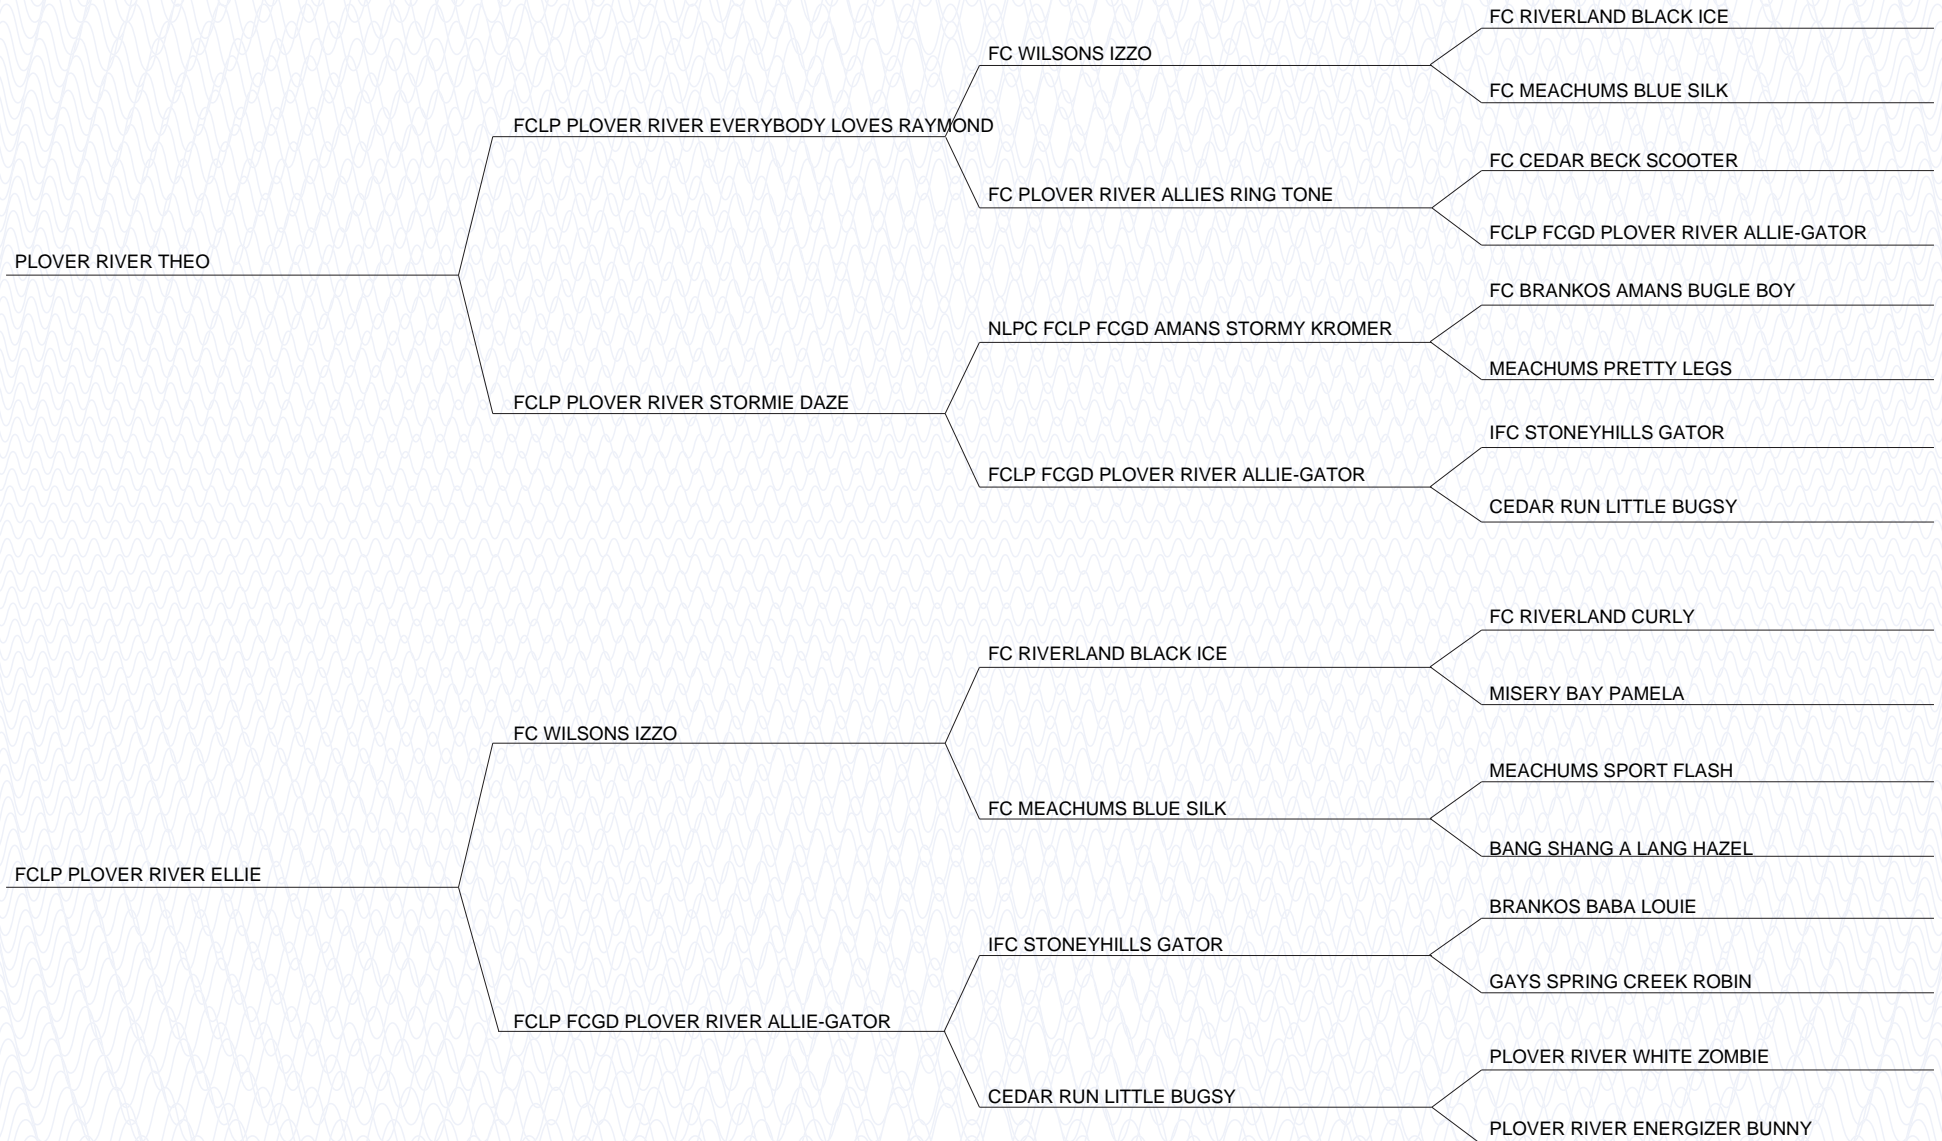 FC RIVERLAND BLACK ICE
FC WILSONS IZZO
FC MEACHUMS BLUE SILK
FCLP PLOVER RIVER EVERYBODY LOVES RAYMOND
FC CEDAR BECK SCOOTER
FC PLOVER RIVER ALLIES RING TONE
FCLP FCGD PLOVER RIVER ALLIE-GATOR
PLOVER RIVER THEO
FC BRANKOS AMANS BUGLE BOY
NLPC FCLP FCGD AMANS STORMY KROMER
MEACHUMS PRETTY LEGS
FCLP PLOVER RIVER STORMIE DAZE
IFC STONEYHILLS GATOR
FCLP FCGD PLOVER RIVER ALLIE-GATOR
CEDAR RUN LITTLE BUGSY
FC RIVERLAND CURLY
FC RIVERLAND BLACK ICE
MISERY BAY PAMELA
FC WILSONS IZZO
MEACHUMS SPORT FLASH
FC MEACHUMS BLUE SILK
BANG SHANG A LANG HAZEL
FCLP PLOVER RIVER ELLIE
BRANKOS BABA LOUIE
IFC STONEYHILLS GATOR
GAYS SPRING CREEK ROBIN
FCLP FCGD PLOVER RIVER ALLIE-GATOR
PLOVER RIVER WHITE ZOMBIE
CEDAR RUN LITTLE BUGSY
PLOVER RIVER ENERGIZER BUNNY